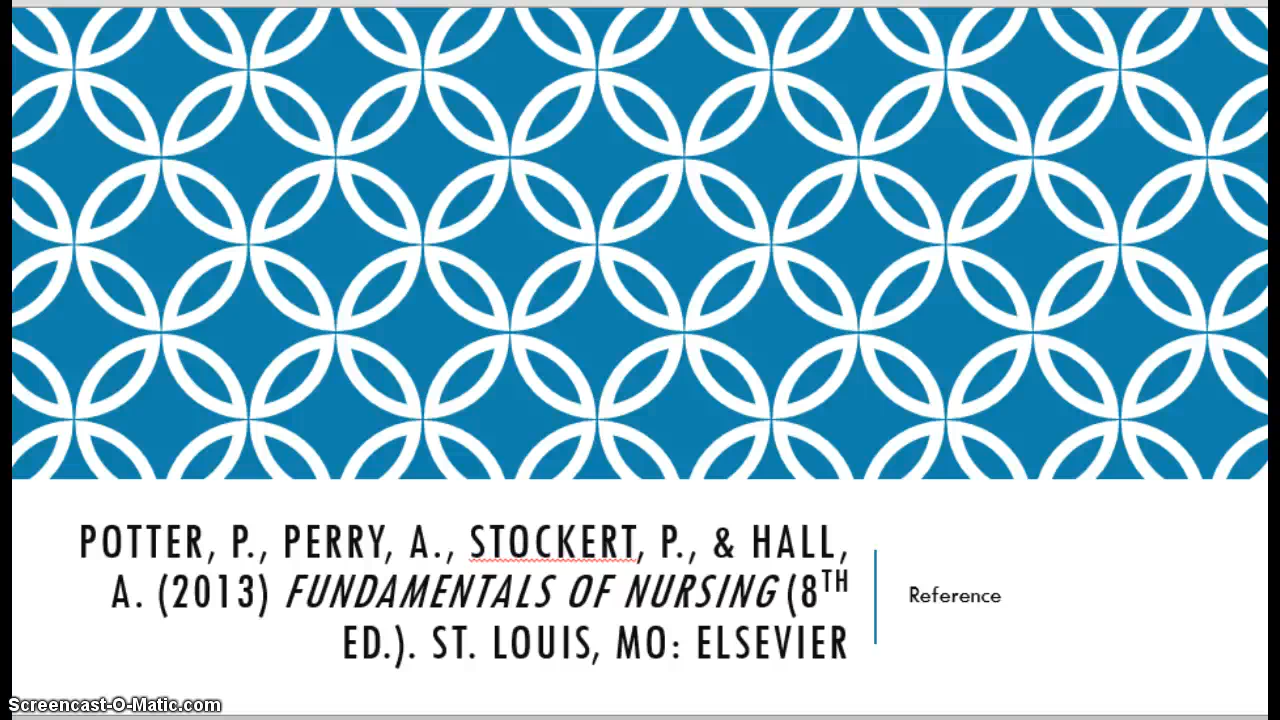 POTTER, P., PERRY, A., STOCKERT, P., & HALL,
A. (2013) FUNDAMENTALS OF NURSING (8TH
ED.). ST. LOUIS, MO: ELSEVIER
Reference
Screencast-O-Matic.com